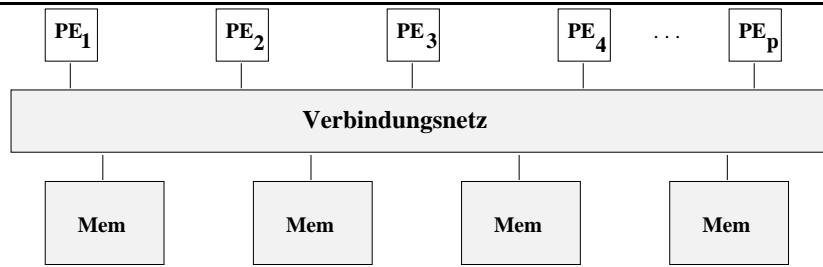 PE1 PE2 PE3 PE4 . . . PEp
Verbindungsnetz
Mem Mem Mem Mem